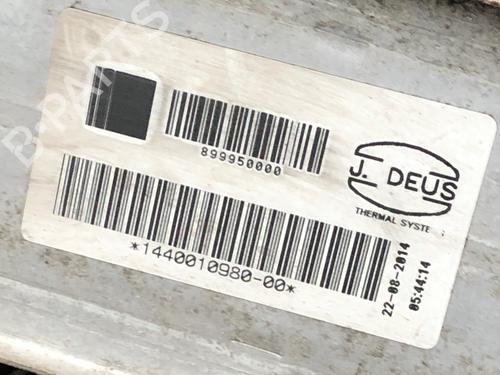 B-PARTS
899950000
J. DEUS
THERMAL SYSTE
*1440010980-00*
22-08-2014
05:44:14